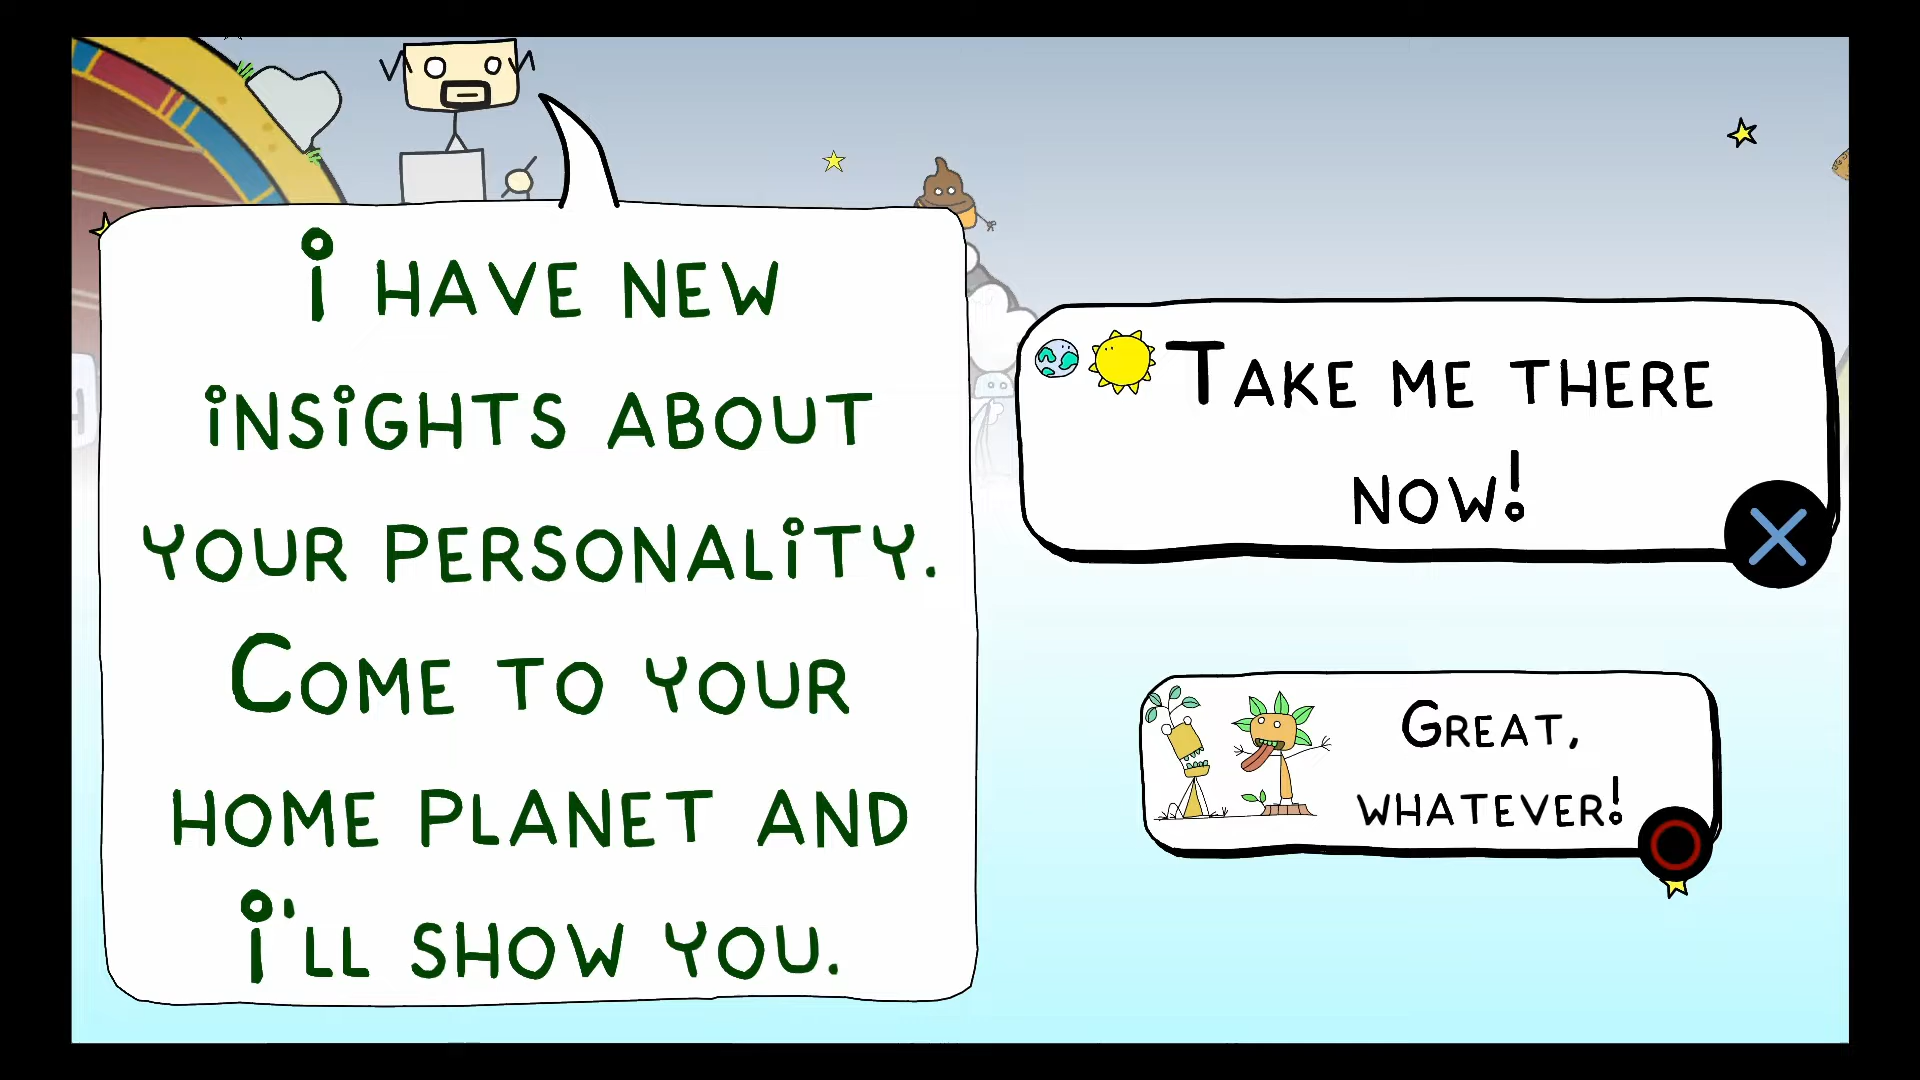 I HAVE NEW
INSIGHTS ABOUT
YOUR PERSONALITY.
COME TO YOUR
HOME PLANET AND
I'LL SHOW YOU.
TAKE ME THERE
NOW!
GREAT,
WHATEVER!